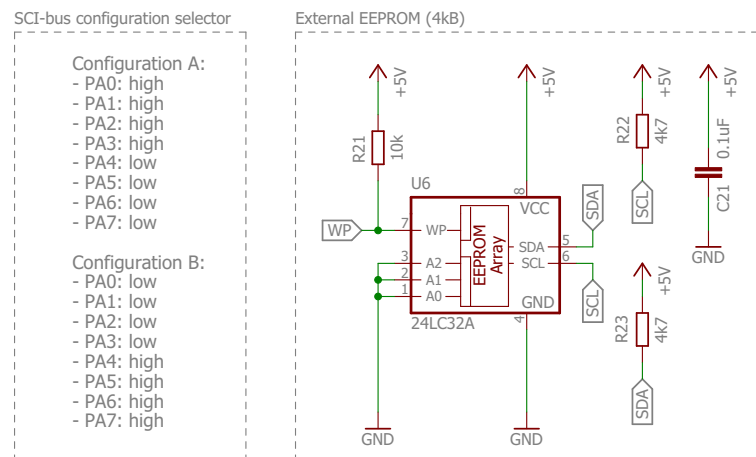 SCI-bus configuration selector
Configuration A:
- PA0: high
- PA1: high
- PA2: high
- PA3: high
- PA4: low
- PA5: low
- PA6: low
- PA7: low
Configuration B:
- PA0: low
- PA1: low
- PA2: low
- PA3: low
- PA4: high
- PA5: high
- PA6: high
- PA7: high
External EEPROM (4kB)
+5V
+5V
+5V
+5V
R21
10k
R22
4k7
0.1uF
C21
SCL
GND
U6
8
VCC
SDA
WP
7
WP
3
A2
2
A1
1
A0
EEPROM
Array
SDA
5
SCL
6
GND
4
24LC32A
SCL
+5V
R23
4k7
SDA
GND
GND